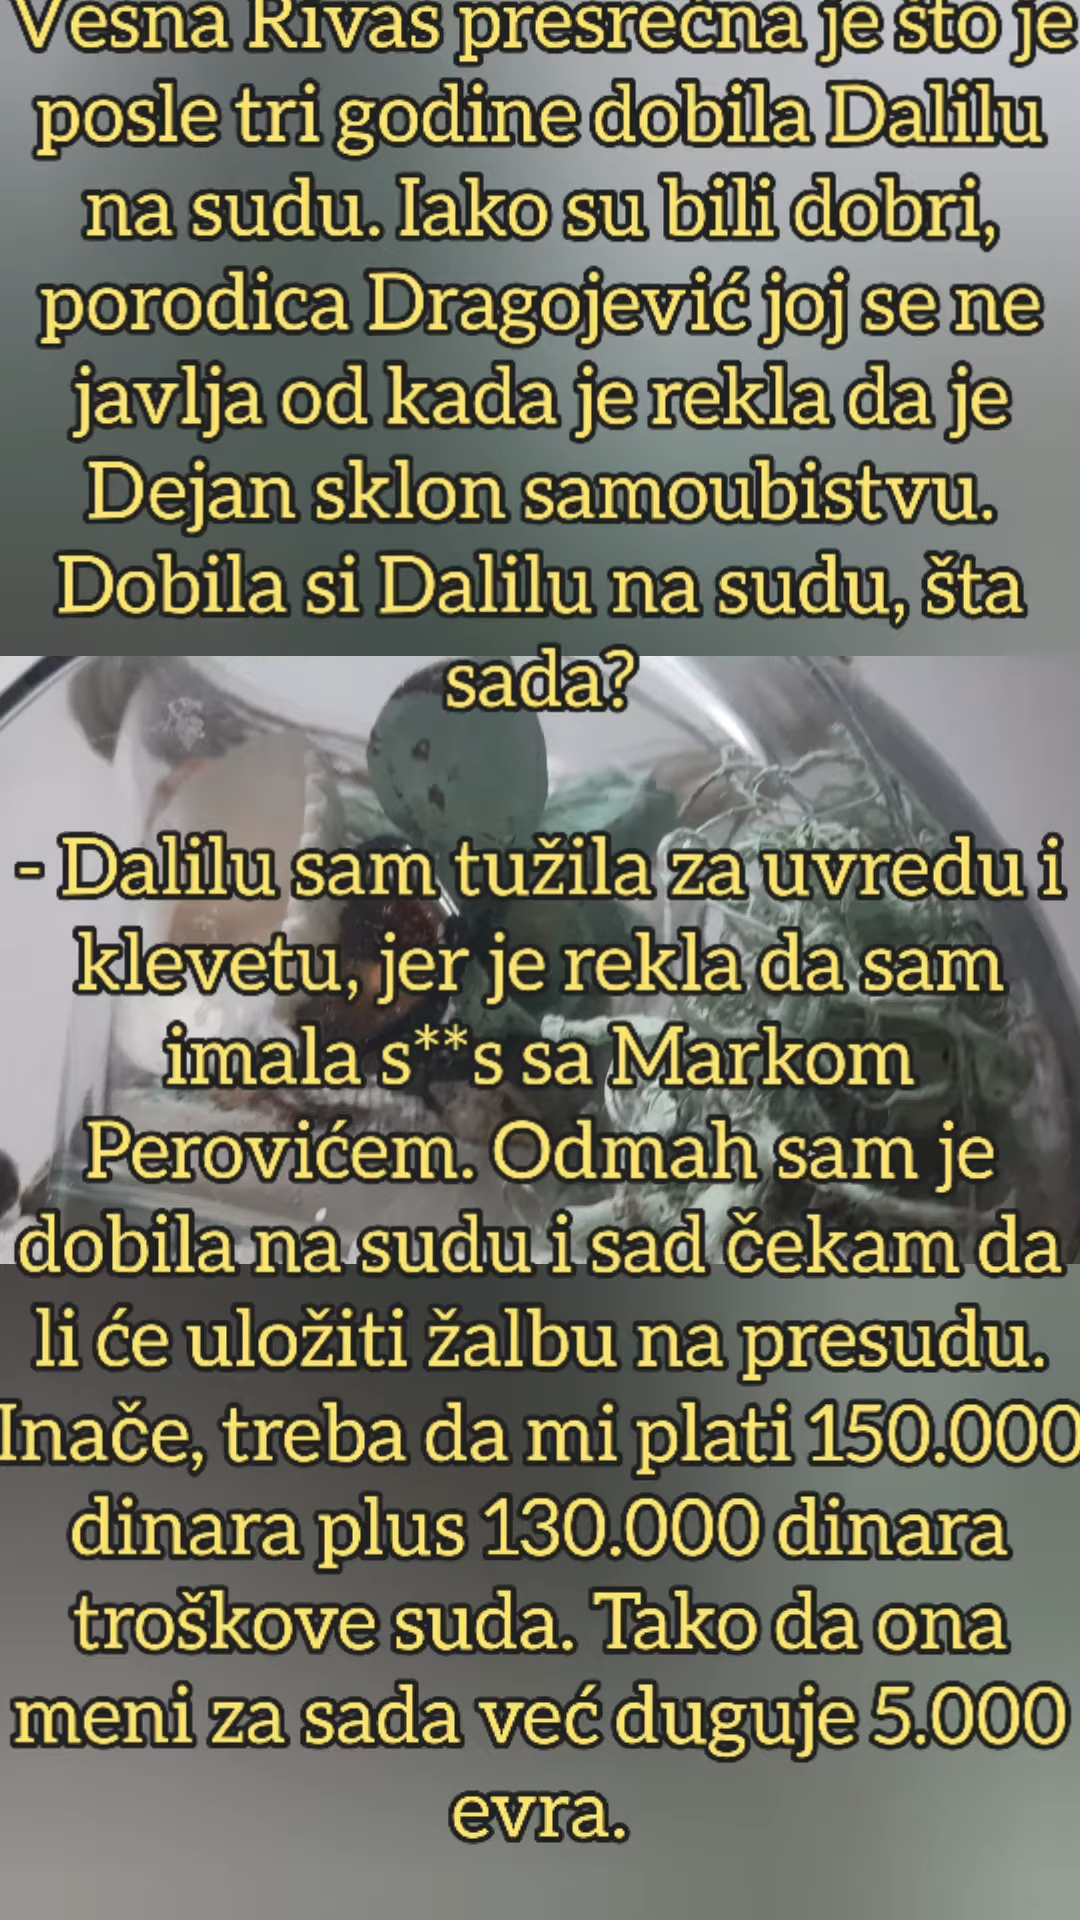 Vesna Rivas presrećna je što je
posle tri godine dobila Dalilu
na sudu. Iako su bili dobri,
porodica Dragojević joj se ne
javlja od kada je rekla da je
Dejan sklon samoubistvu.
Dobila si Dalilu na sudu, šta
sada?
- Dalilu sam tužila za uvredu i
klevetu, jer je rekla da sam
imala s**s sa Markom
Perovićem. Odmah sam je
dobila na sudu i sad čekam da
li će uložiti žalbu na presudu.
Inače, treba da mi plati 150.000
dinara plus 130.000 dinara
troškove suda. Tako da ona
meni za sada već duguje 5.000
evra.